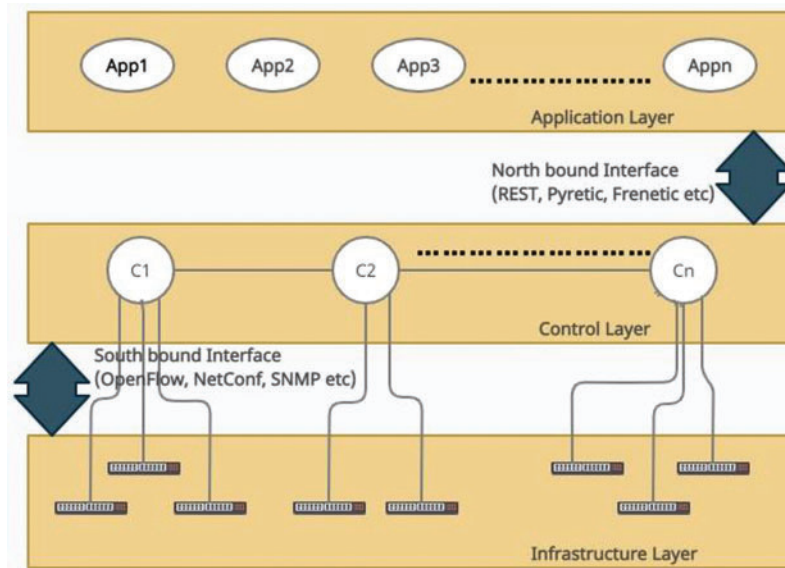 App1 App2 App3 Appn
Application Layer
North bound Interface
(REST, Pyretic, Frenetic etc)
C1 C2 Cn
Control Layer
South bound Interface
(OpenFlow, NetConf, SNMP etc)
Infrastructure Layer